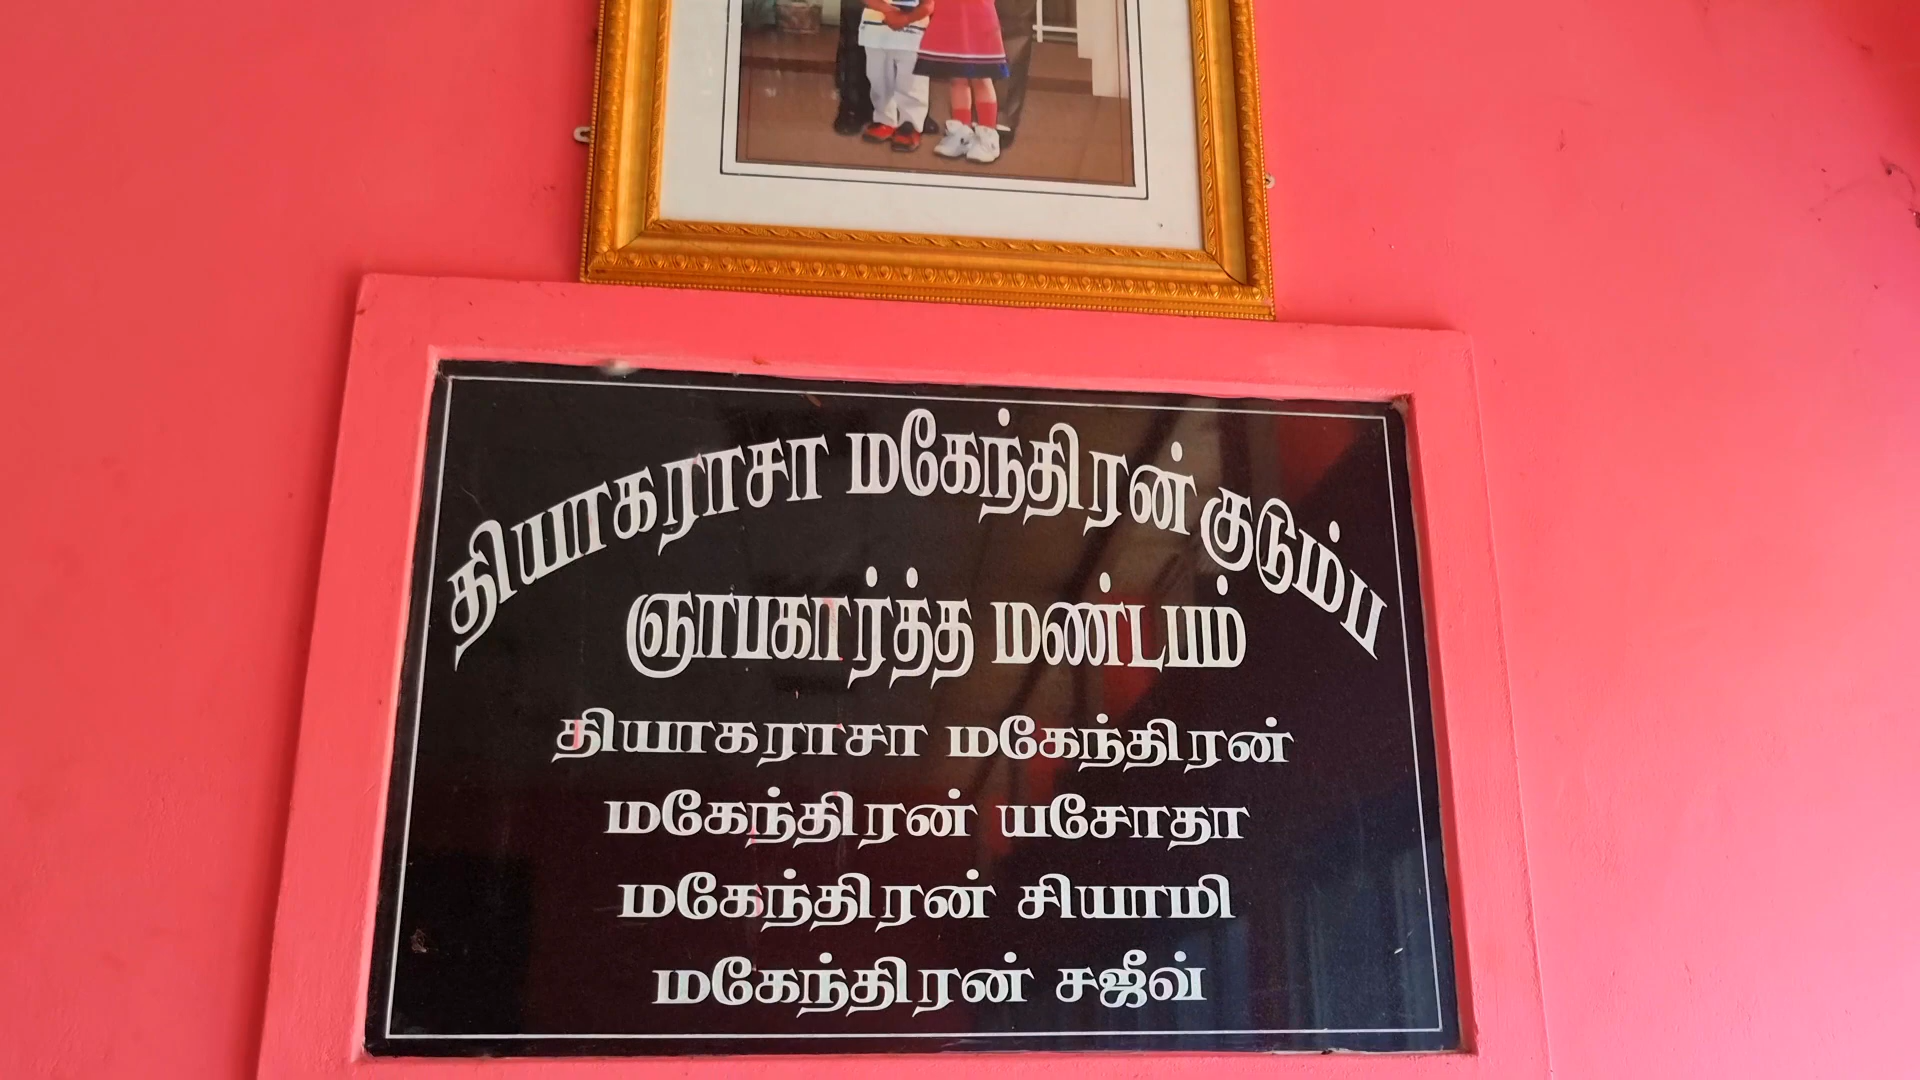 தியாகராசா மகேந்திரன் குடும்ப
ஞாபகார்த்த மண்டபம்
தியாகராசா மகேந்திரன்
மகேந்திரன் யசோதா
மகேந்திரன் சியாமி
மகேந்திரன் சஜீவ்